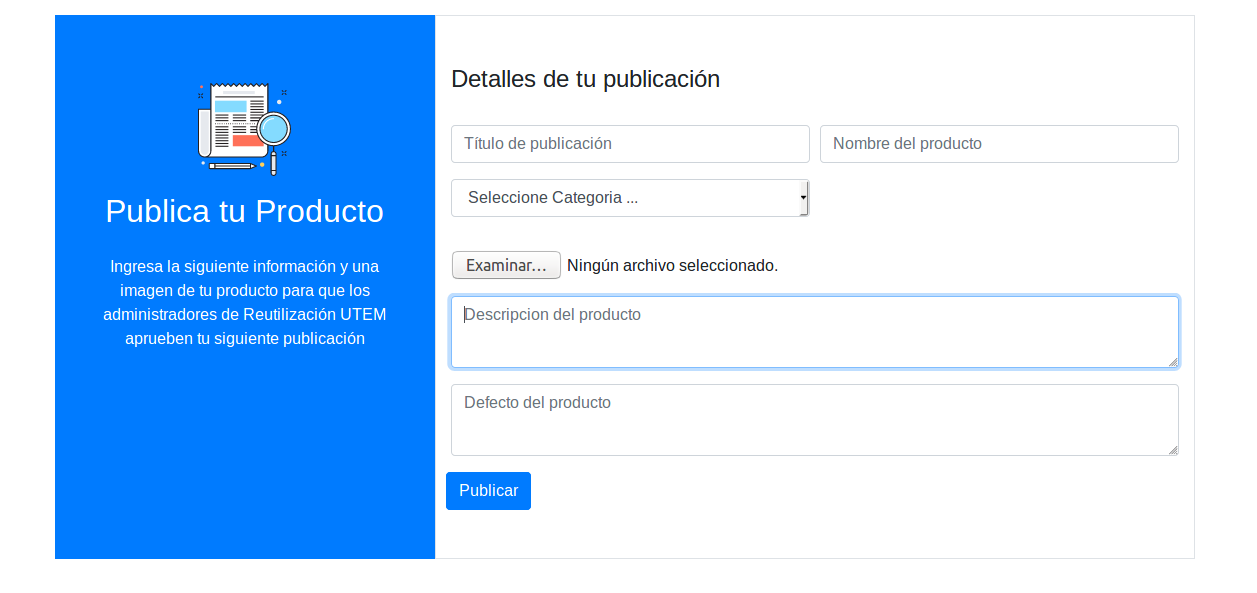 Publica tu Producto
Ingresa la siguiente información y una
imagen de tu producto para que los
administradores de Reutilización UTEM
aprueben tu siguiente publicación
Detalles de tu publicación
Título de publicación
Nombre del producto
Seleccione Categoria ...
Examinar... Ningún archivo seleccionado.
Descripcion del producto
Defecto del producto
Publicar